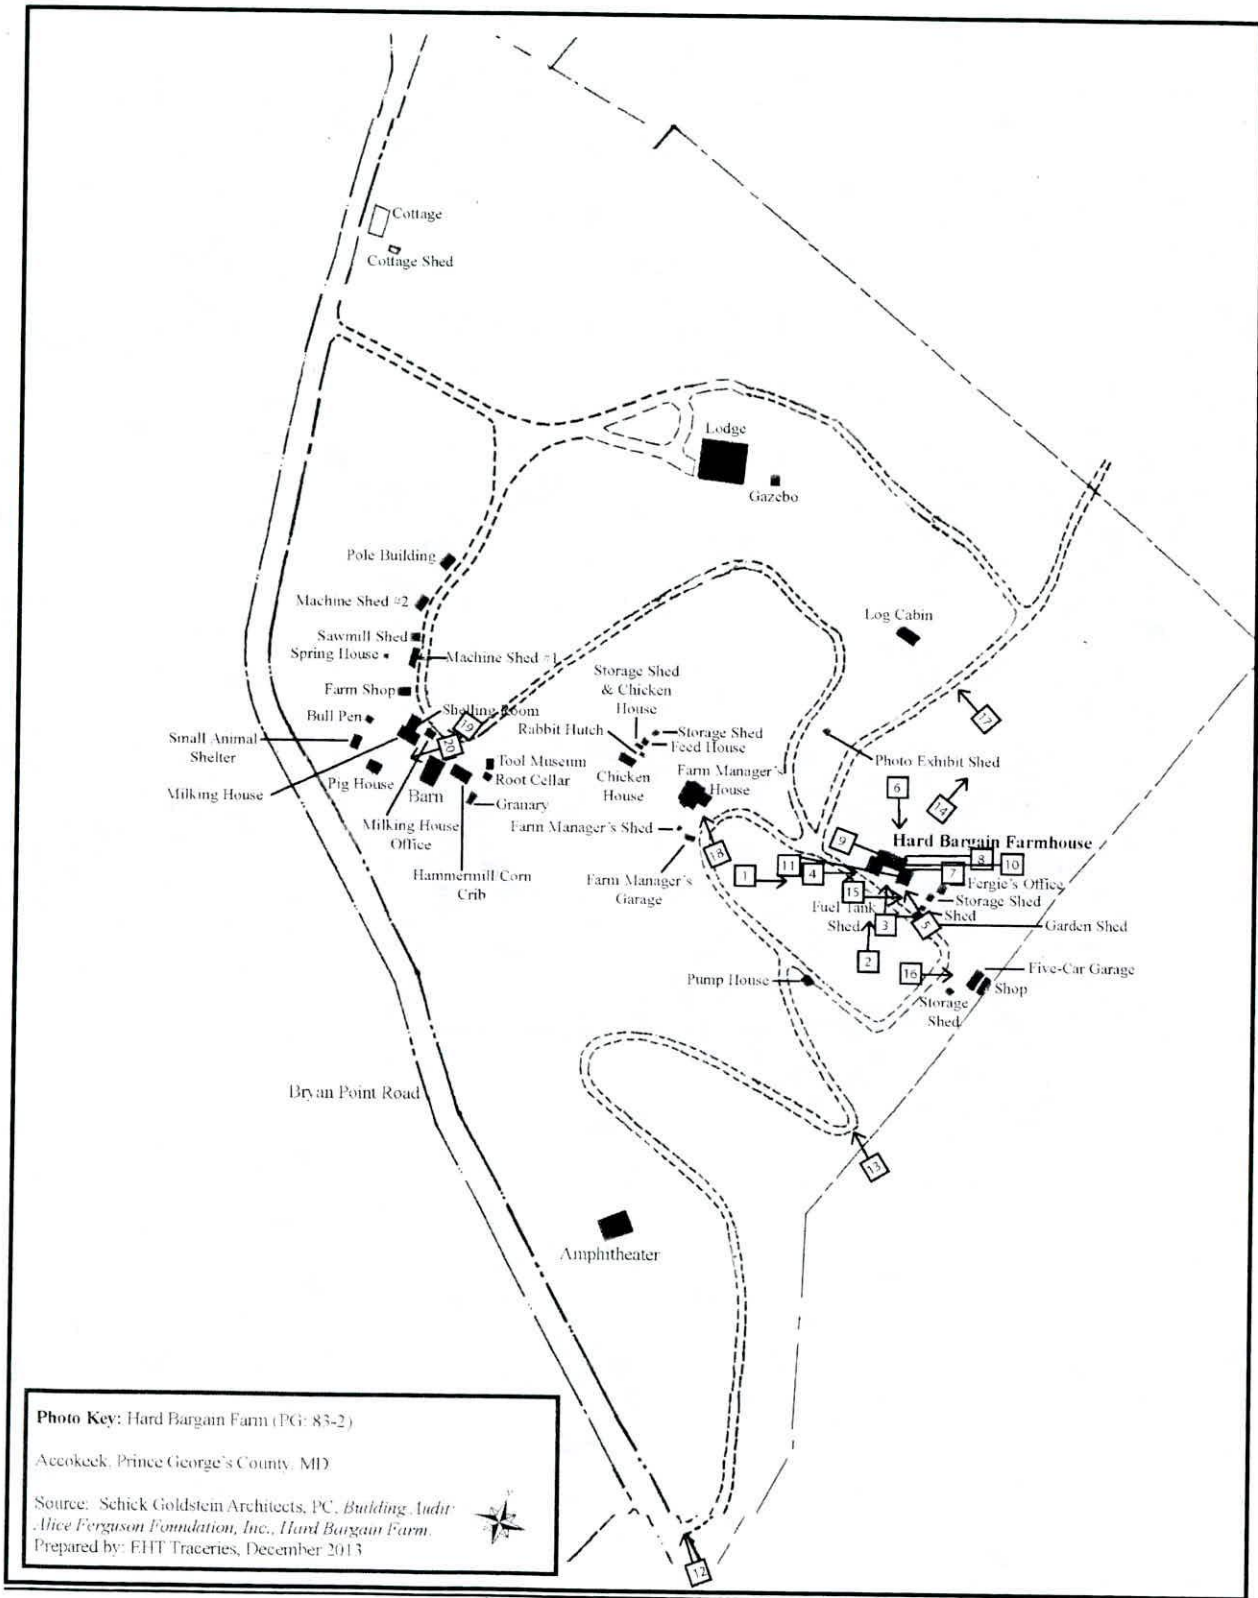 Cottage
Cottage Shed
Lodge
Gazebo
Pole Building
Machine Shed #2
Sawmill Shed
Spring House
Machine Shed #1
Log Cabin
Farm Shop
Storage Shed
& Chicken
House
Bull Pen
Shelling Room
19
20
Rabbit Hutch
Storage Shed
Feed House
17
Small Animal
Shelter
Milking House
Pig House
Barn
Tool Museum
Root Cellar
Granary
Chicken
House
Farm Manager's
House
Photo Exhibit Shed
6
14
Milking House
Office
Hammermill Corn
Crib
Farm Manager's Shed
Farm Manager's
Garage
18
9
Hard Bargain Farmhouse
8
10
11
1
4
7
15
Fergie's Office
Storage Shed
Fuel Tank
Shed
3
Shed
5
Garden Shed
2
16
Five-Car Garage
Shop
Storage
Shed
Pump House
Bryan Point Road
13
Amphitheater
12
Photo Key: Hard Bargain Farm (PG: 83-2)
Accokeek, Prince George's County, MD
Source: Schick Goldstein Architects, PC, Building Audit
Alice Ferguson Foundation, Inc., Hard Bargain Farm.
Prepared by: EHT Traceries, December 2013